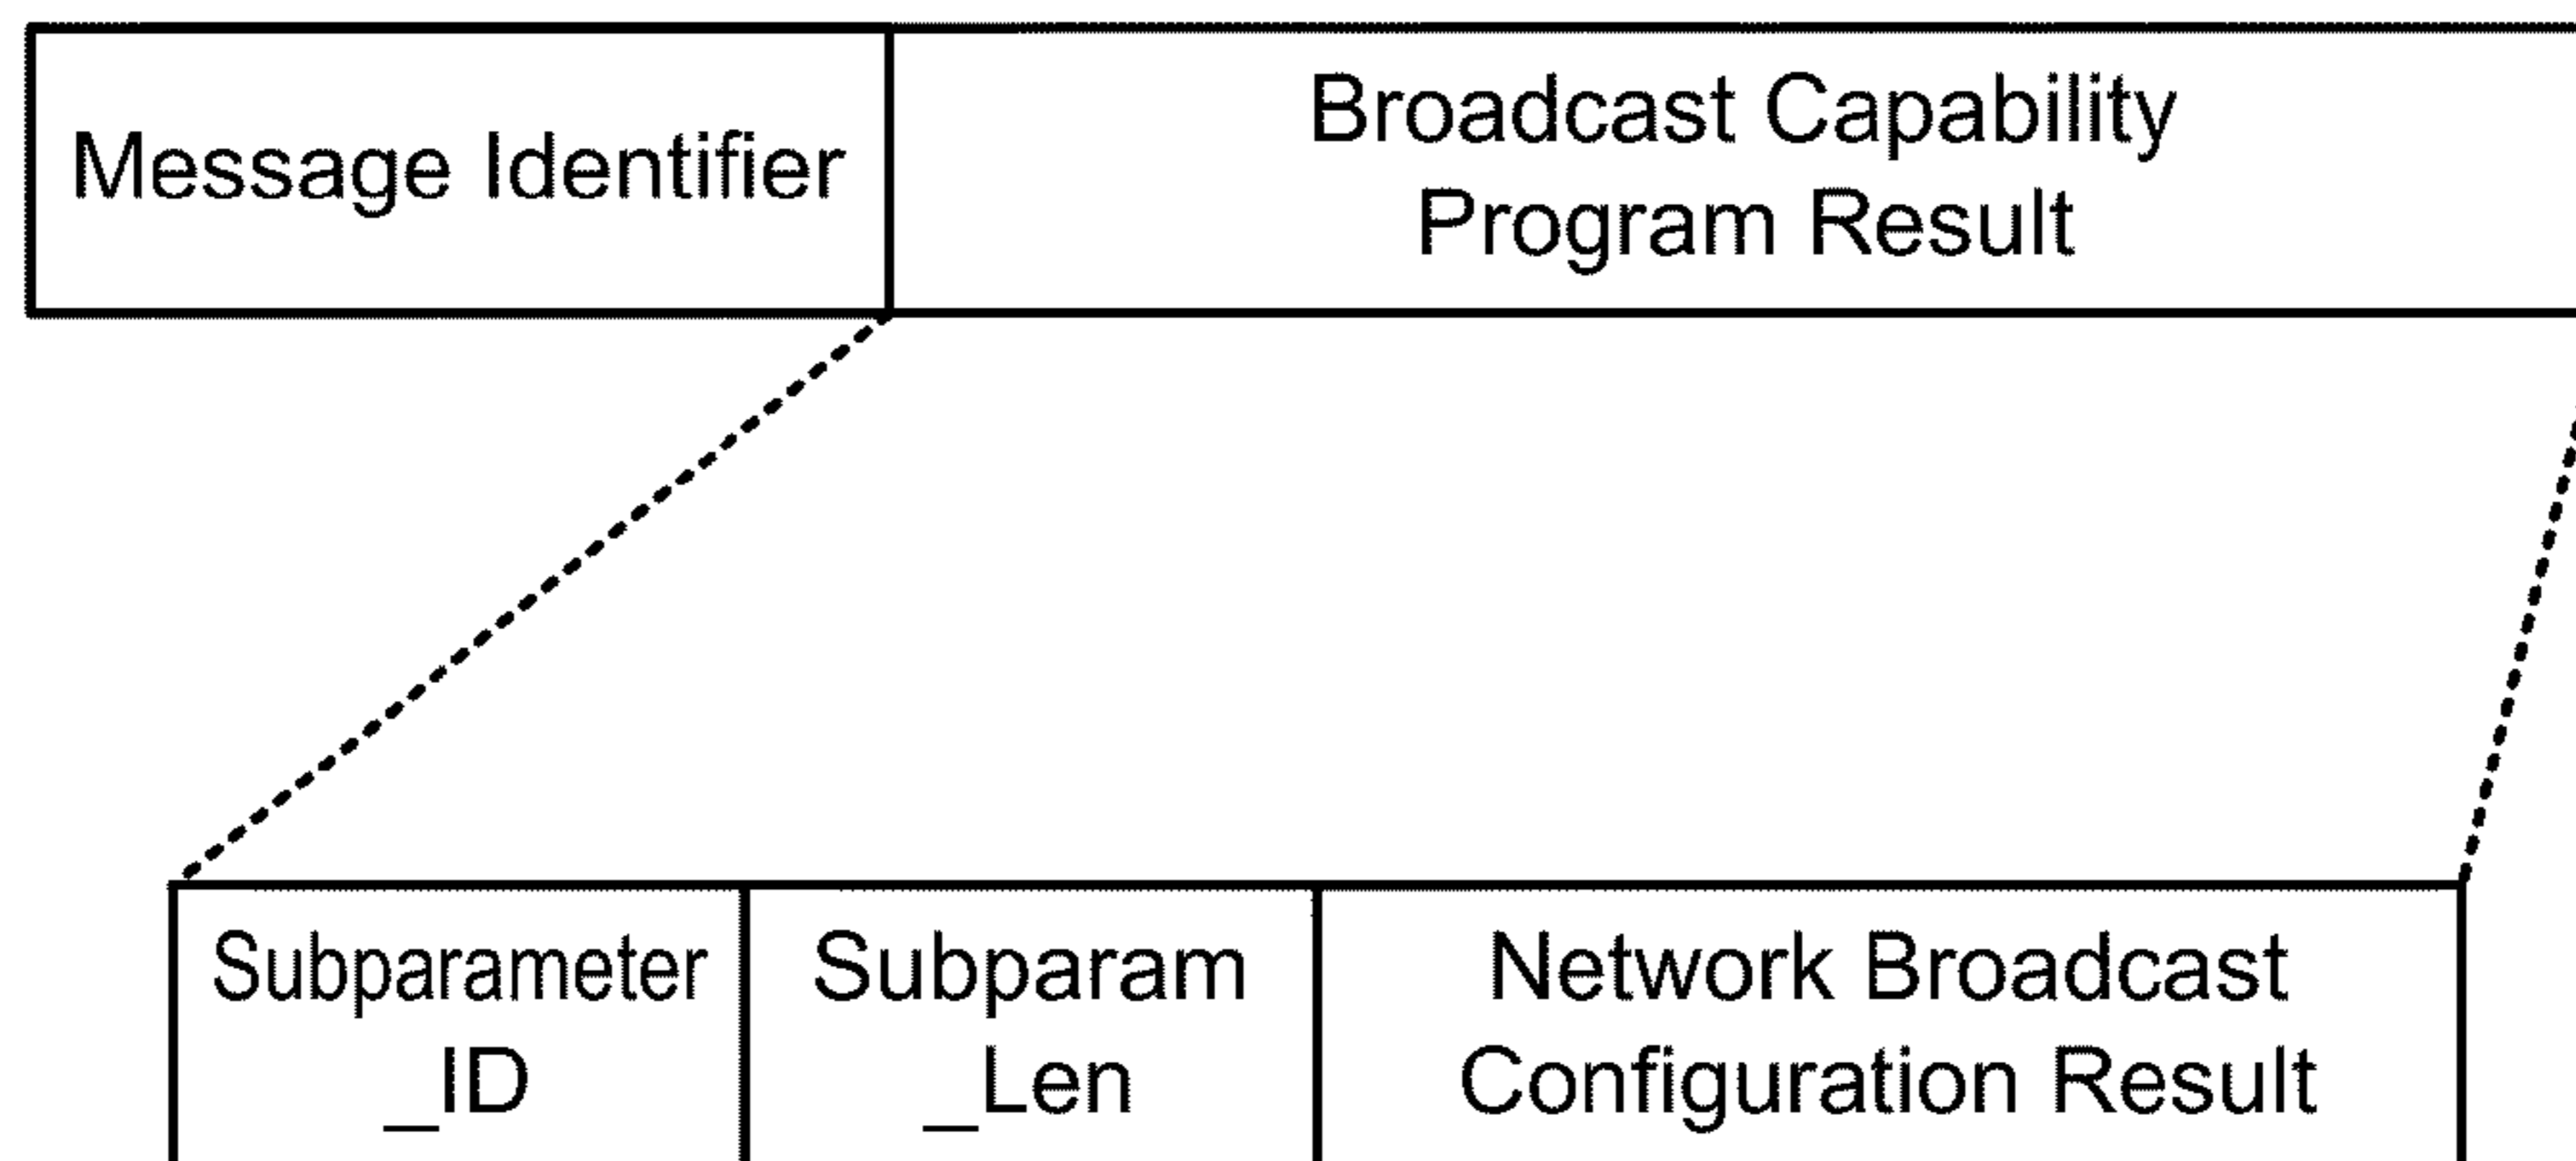 Message Identifier
Broadcast Capability
Program Result
Subparameter
_ID
Subparam
_Len
Network Broadcast
Configuration Result